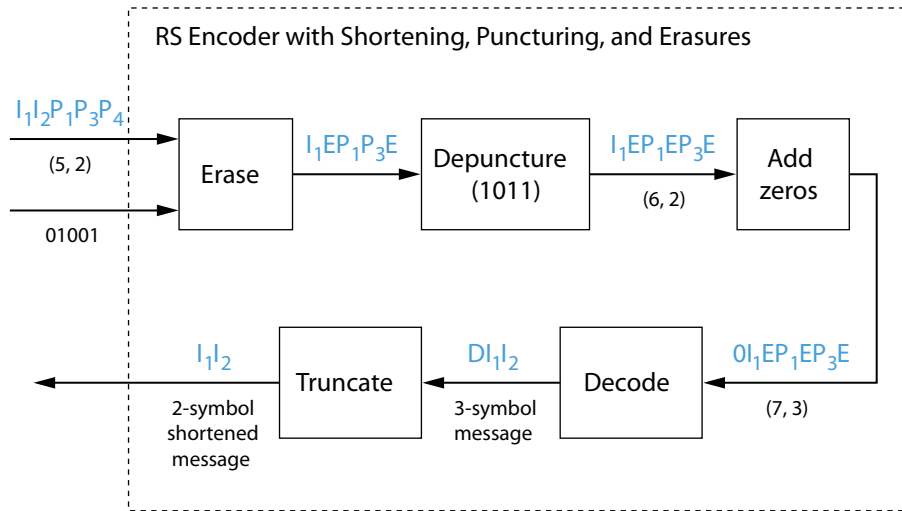 RS Encoder with Shortening, Puncturing, and Erasures
I₁I₂P₁P₃P₄
(5, 2)
01001
Erase
I₁EP₁P₃E
Depuncture
(1011)
I₁EP₁EP₃E
(6, 2)
Add
zeros
0I₁EP₁EP₃E
(7, 3)
Decode
DI₁I₂
3-symbol
message
Truncate
I₁I₂
2-symbol
shortened
message